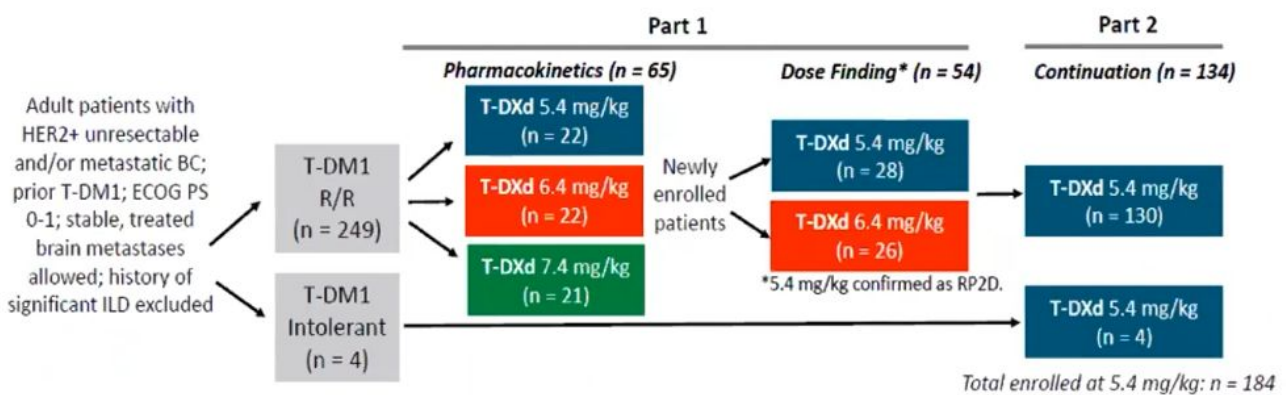 Part 1
Part 2
Pharmacokinetics (n = 65)
Dose Finding* (n = 54)
Continuation (n = 134)
Adult patients with
HER2+ unresectable
and/or metastatic BC;
prior T-DM1; ECOG PS
0-1; stable, treated
brain metastases
allowed; history of
significant ILD excluded
T-DM1
R/R
(n = 249)
T-DM1
Intolerant
(n = 4)
T-DXd 5.4 mg/kg
(n = 22)
T-DXd 6.4 mg/kg
(n = 22)
T-DXd 7.4 mg/kg
(n = 21)
Newly
enrolled
patients
T-DXd 5.4 mg/kg
(n = 28)
T-DXd 6.4 mg/kg
(n = 26)
*5.4 mg/kg confirmed as RP2D.
T-DXd 5.4 mg/kg
(n = 130)
T-DXd 5.4 mg/kg
(n = 4)
Total enrolled at 5.4 mg/kg: n = 184